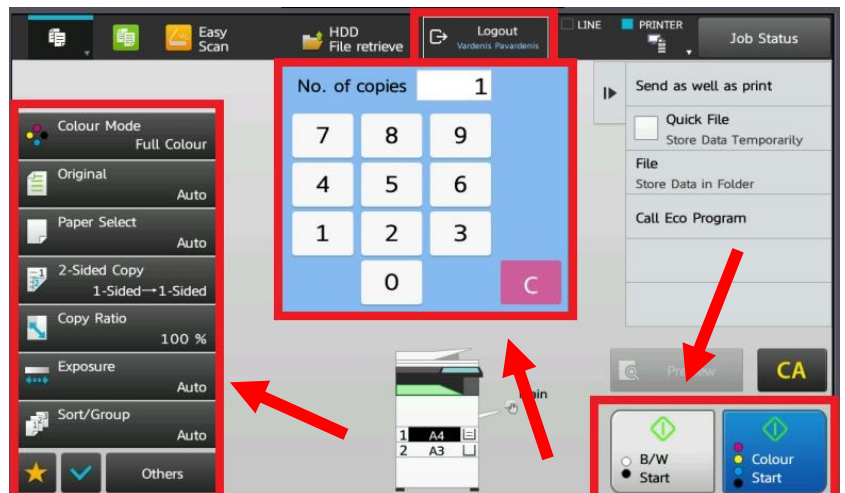 Easy
Scan
HDD
File retrieve
Logout
Vardenis Pavardenis
LINE
PRINTER
Job Status
No. of copies 1
7 8 9
4 5 6
1 2 3
0 C
Colour Mode
Full Colour
Original
Auto
Paper Select
Auto
2-Sided Copy
1-Sided→1-Sided
Copy Ratio
100 %
Exposure
Auto
Sort/Group
Auto
Others
Send as well as print
Quick File
Store Data Temporarily
File
Store Data in Folder
Call Eco Program
CA
1 A4
2 A3
B/W
Start
Colour
Start